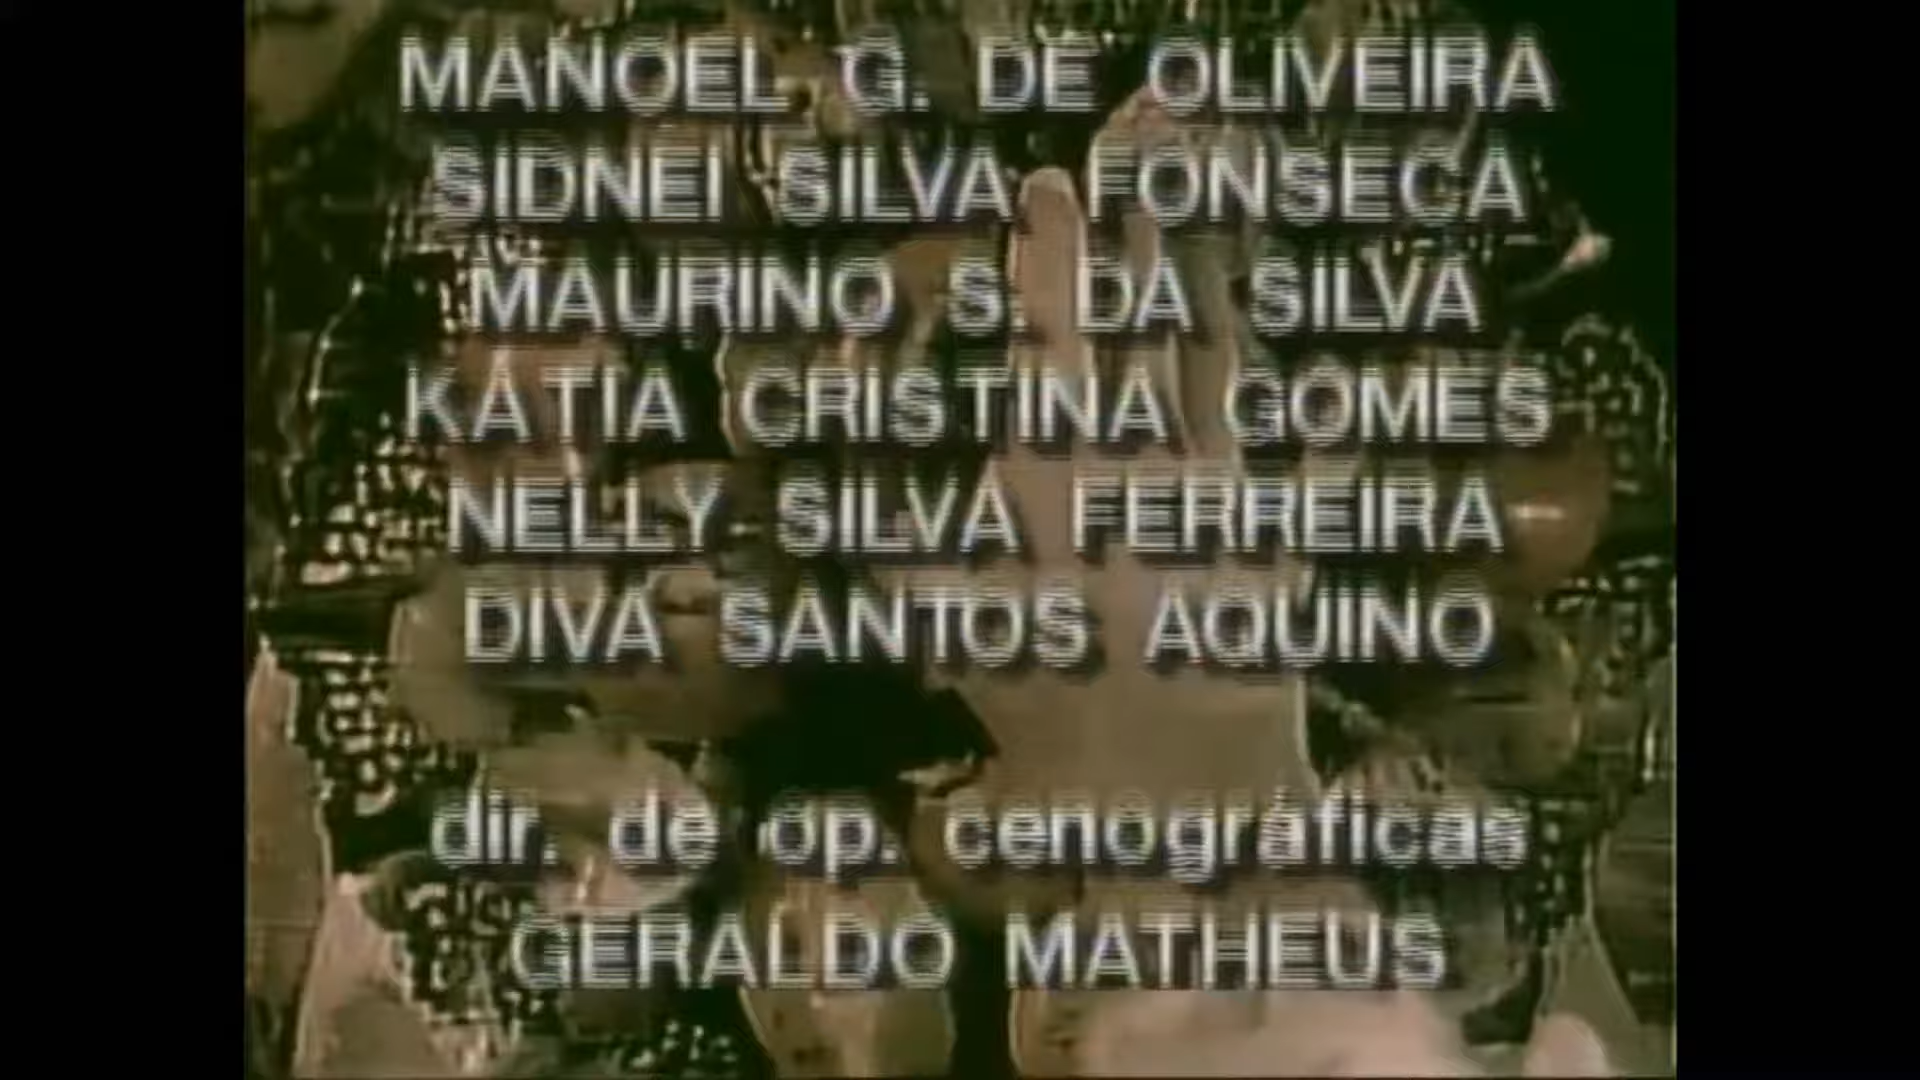 MANOEL G. DE OLIVEIRA
SIDNEI SILVA FONSECA
MAURINO S. DA SILVA
KATIA CRISTINA GOMES
NELLY SILVA FERREIRA
DIVA SANTOS AQUINO
dir. de op. cenográficas
GERALDO MATHEUS